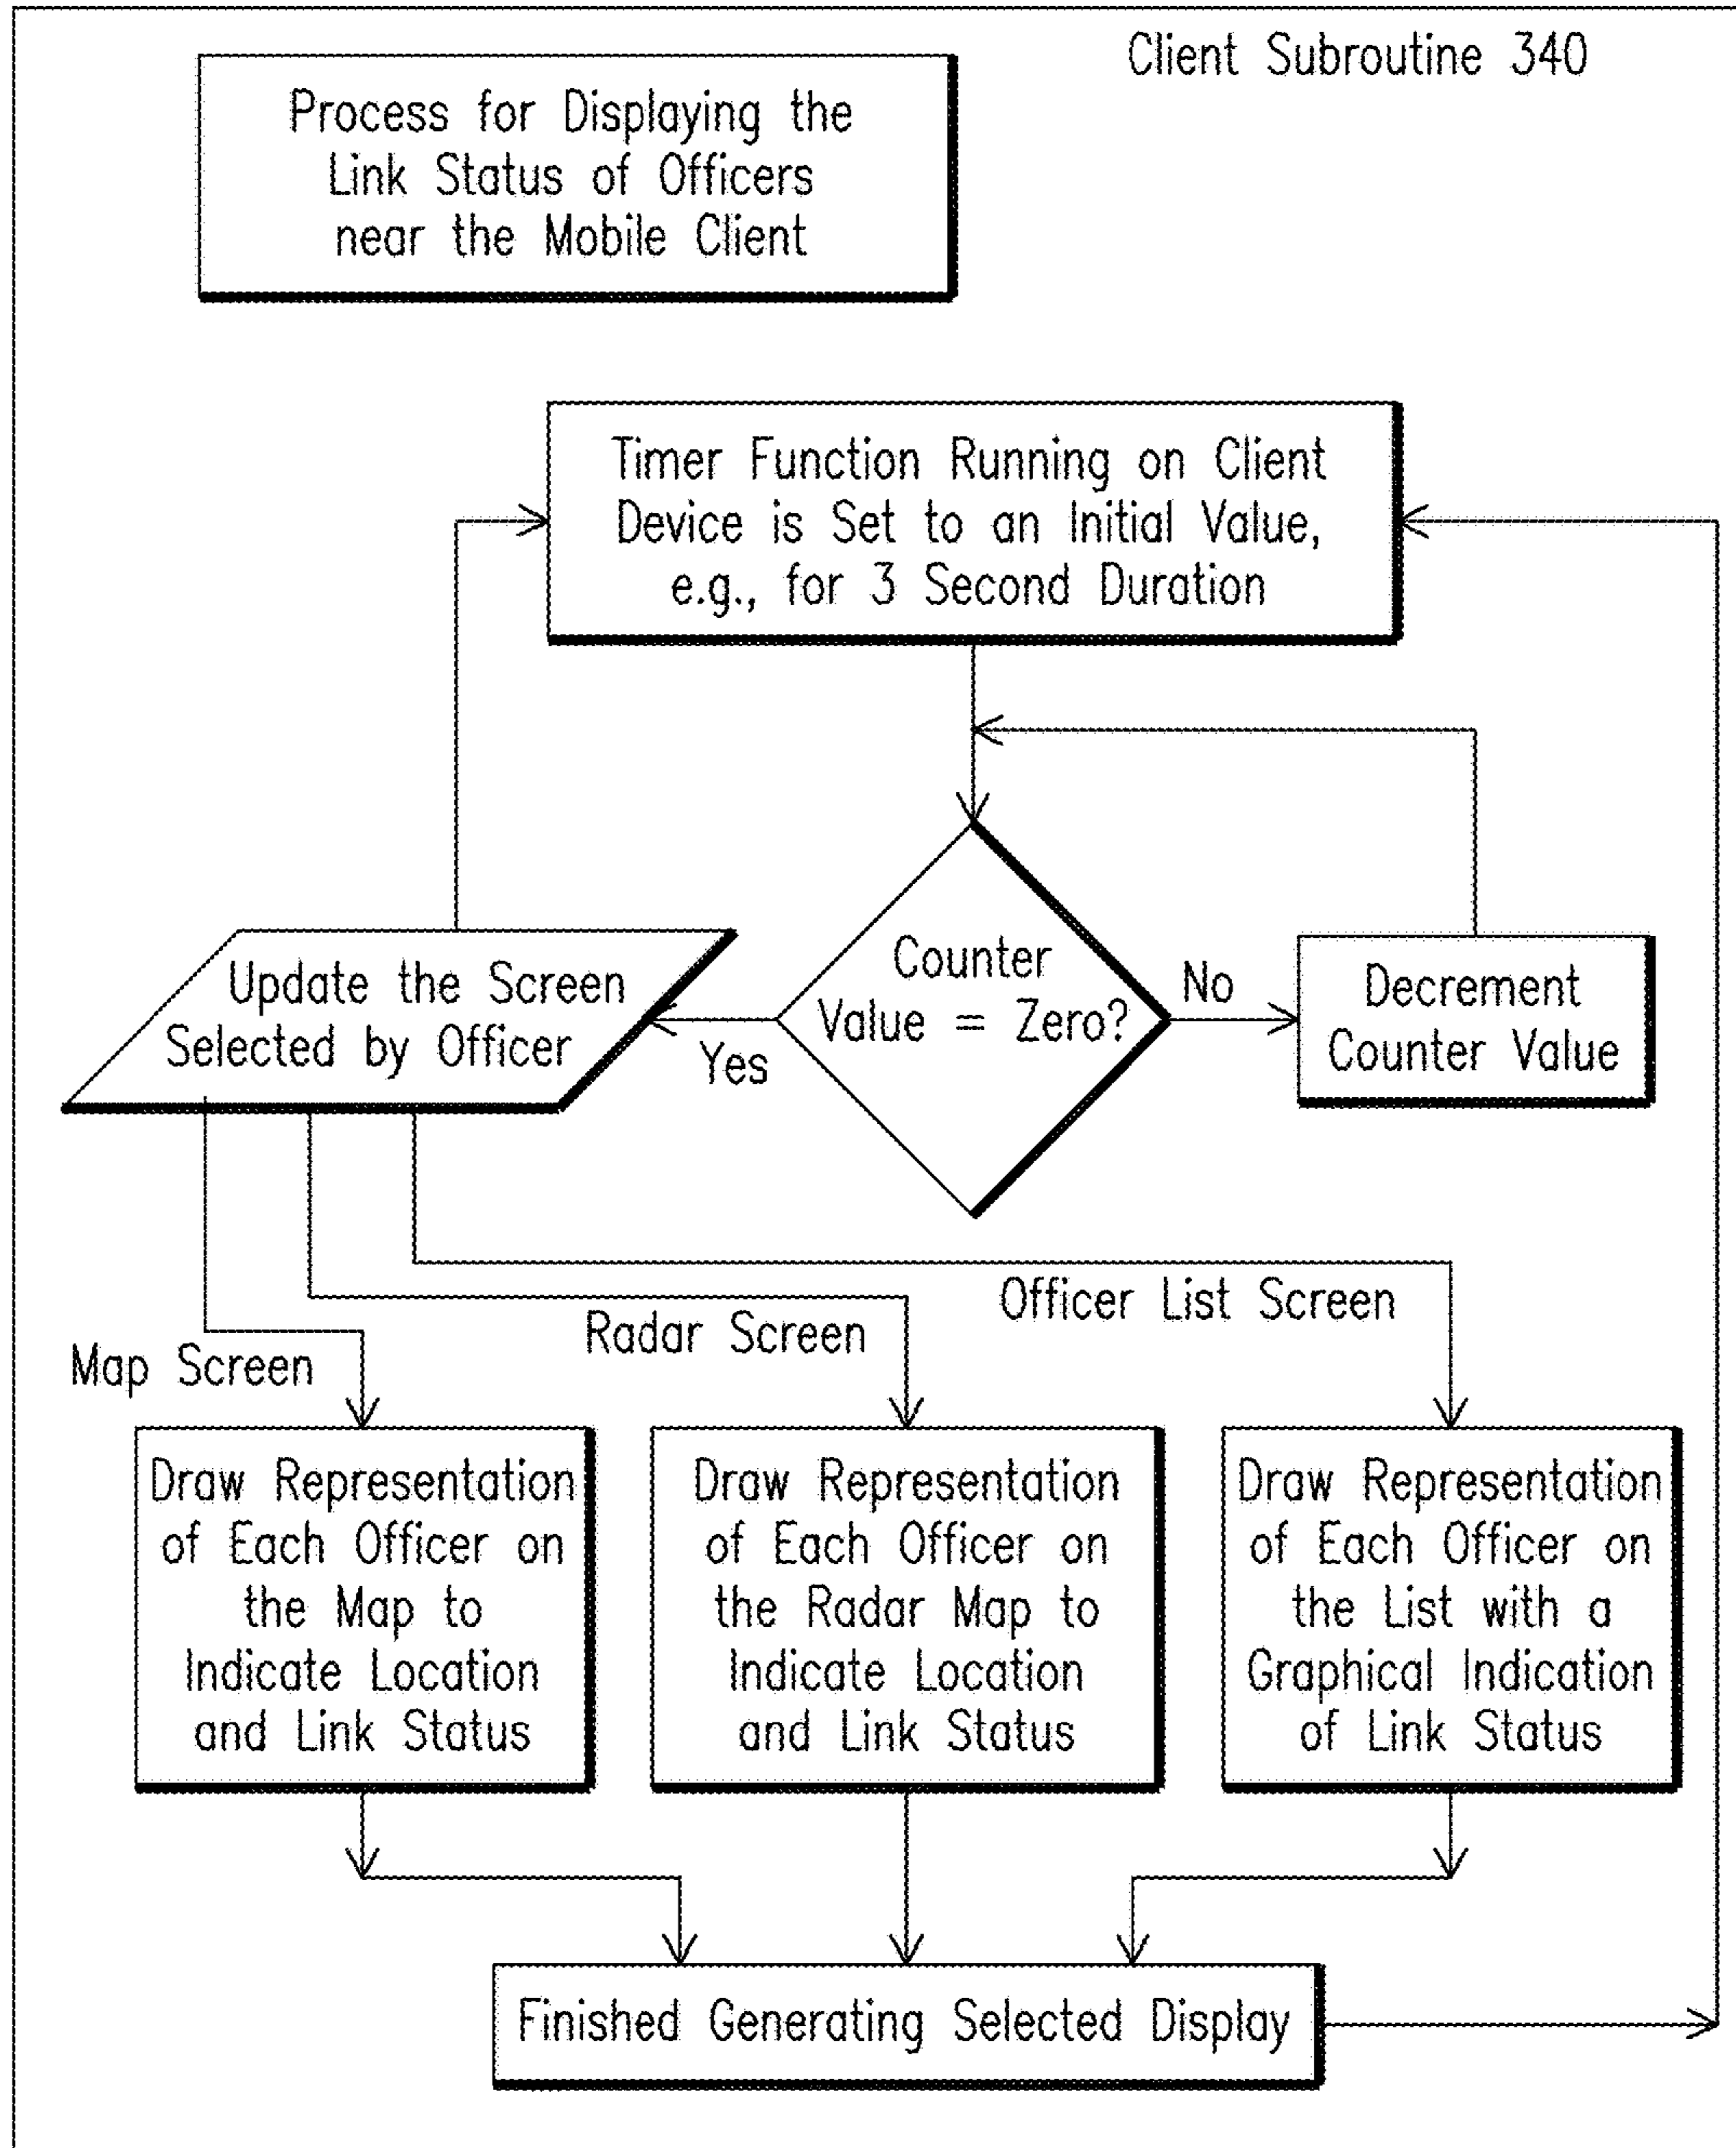 Client Subroutine 340
Process for Displaying the
Link Status of Officers
near the Mobile Client
Timer Function Running on Client
Device is Set to an Initial Value,
e.g., for 3 Second Duration
Update the Screen
Selected by Officer
Yes
Counter
Value = Zero?
No
Decrement
Counter Value
Map Screen
Radar Screen
Officer List Screen
Draw Representation
of Each Officer on
the Map to
Indicate Location
and Link Status
Draw Representation
of Each Officer on
the Radar Map to
Indicate Location
and Link Status
Draw Representation
of Each Officer on
the List with a
Graphical Indication
of Link Status
Finished Generating Selected Display